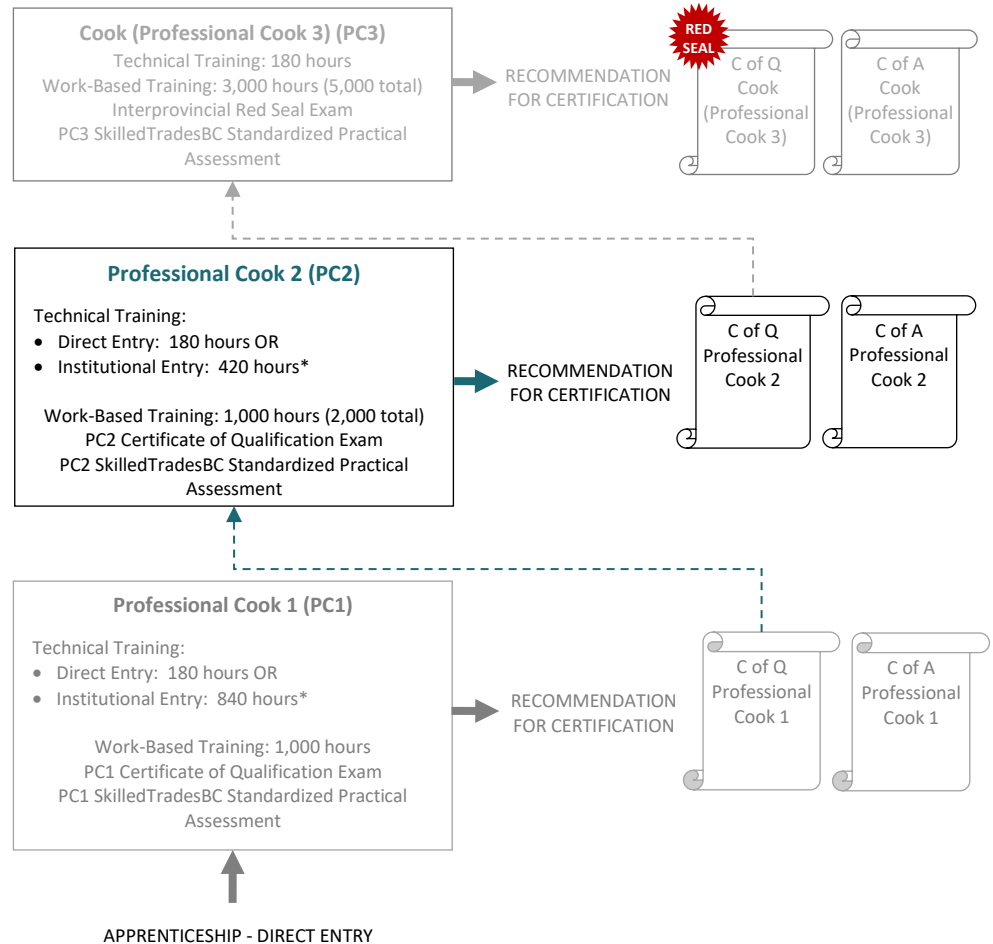 Cook (Professional Cook 3) (PC3)
Technical Training: 180 hours
Work-Based Training: 3,000 hours (5,000 total)
Interprovincial Red Seal Exam
PC3 SkilledTradesBC Standardized Practical
Assessment
RECOMMENDATION
FOR CERTIFICATION
RED
SEAL
C of Q
Cook
(Professional
Cook 3)
C of A
Cook
(Professional
Cook 3)
Professional Cook 2 (PC2)
Technical Training:
• Direct Entry: 180 hours OR
• Institutional Entry: 420 hours*
Work-Based Training: 1,000 hours (2,000 total)
PC2 Certificate of Qualification Exam
PC2 SkilledTradesBC Standardized Practical
Assessment
RECOMMENDATION
FOR CERTIFICATION
C of Q
Professional
Cook 2
C of A
Professional
Cook 2
Professional Cook 1 (PC1)
Technical Training:
• Direct Entry: 180 hours OR
• Institutional Entry: 840 hours*
Work-Based Training: 1,000 hours
PC1 Certificate of Qualification Exam
PC1 SkilledTradesBC Standardized Practical
Assessment
RECOMMENDATION
FOR CERTIFICATION
C of Q
Professional
Cook 1
C of A
Professional
Cook 1
APPRENTICESHIP - DIRECT ENTRY